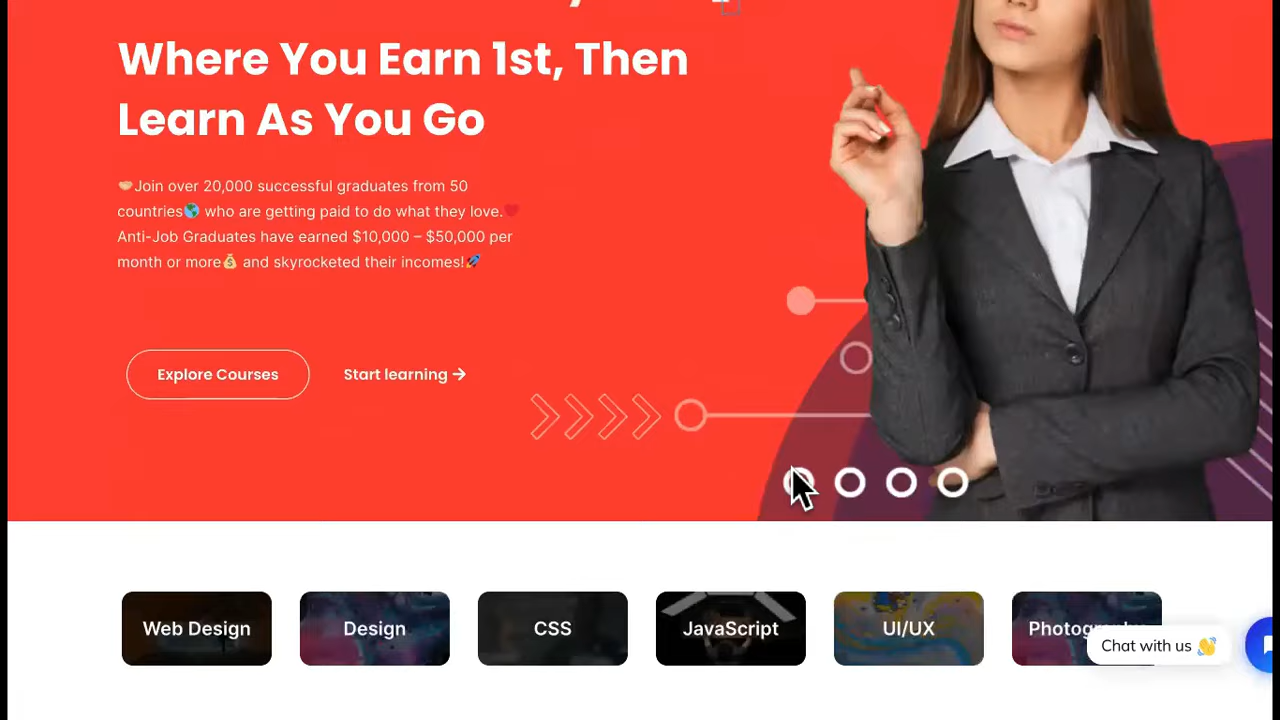 Where You Earn 1st, Then
Learn As You Go
🤝Join over 20,000 successful graduates from 50
countries🌎 who are getting paid to do what they love.❤️
Anti-Job Graduates have earned $10,000 – $50,000 per
month or more💰 and skyrocketed their incomes!🚀
Explore Courses
Start learning →
Web Design
Design
CSS
JavaScript
UI/UX
Photography
Chat with us 👋